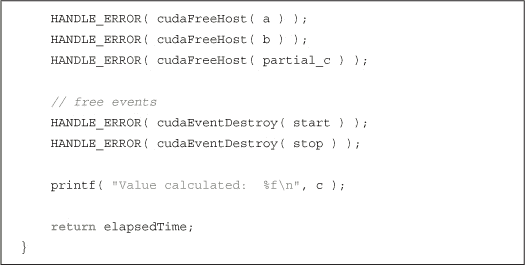 HANDLE_ERROR( cudaFreeHost( a ) );
HANDLE_ERROR( cudaFreeHost( b ) );
HANDLE_ERROR( cudaFreeHost( partial_c ) );
// free events
HANDLE_ERROR( cudaEventDestroy( start ) );
HANDLE_ERROR( cudaEventDestroy( stop ) );
printf( "Value calculated:  %f\n", c );
return elapsedTime;
}